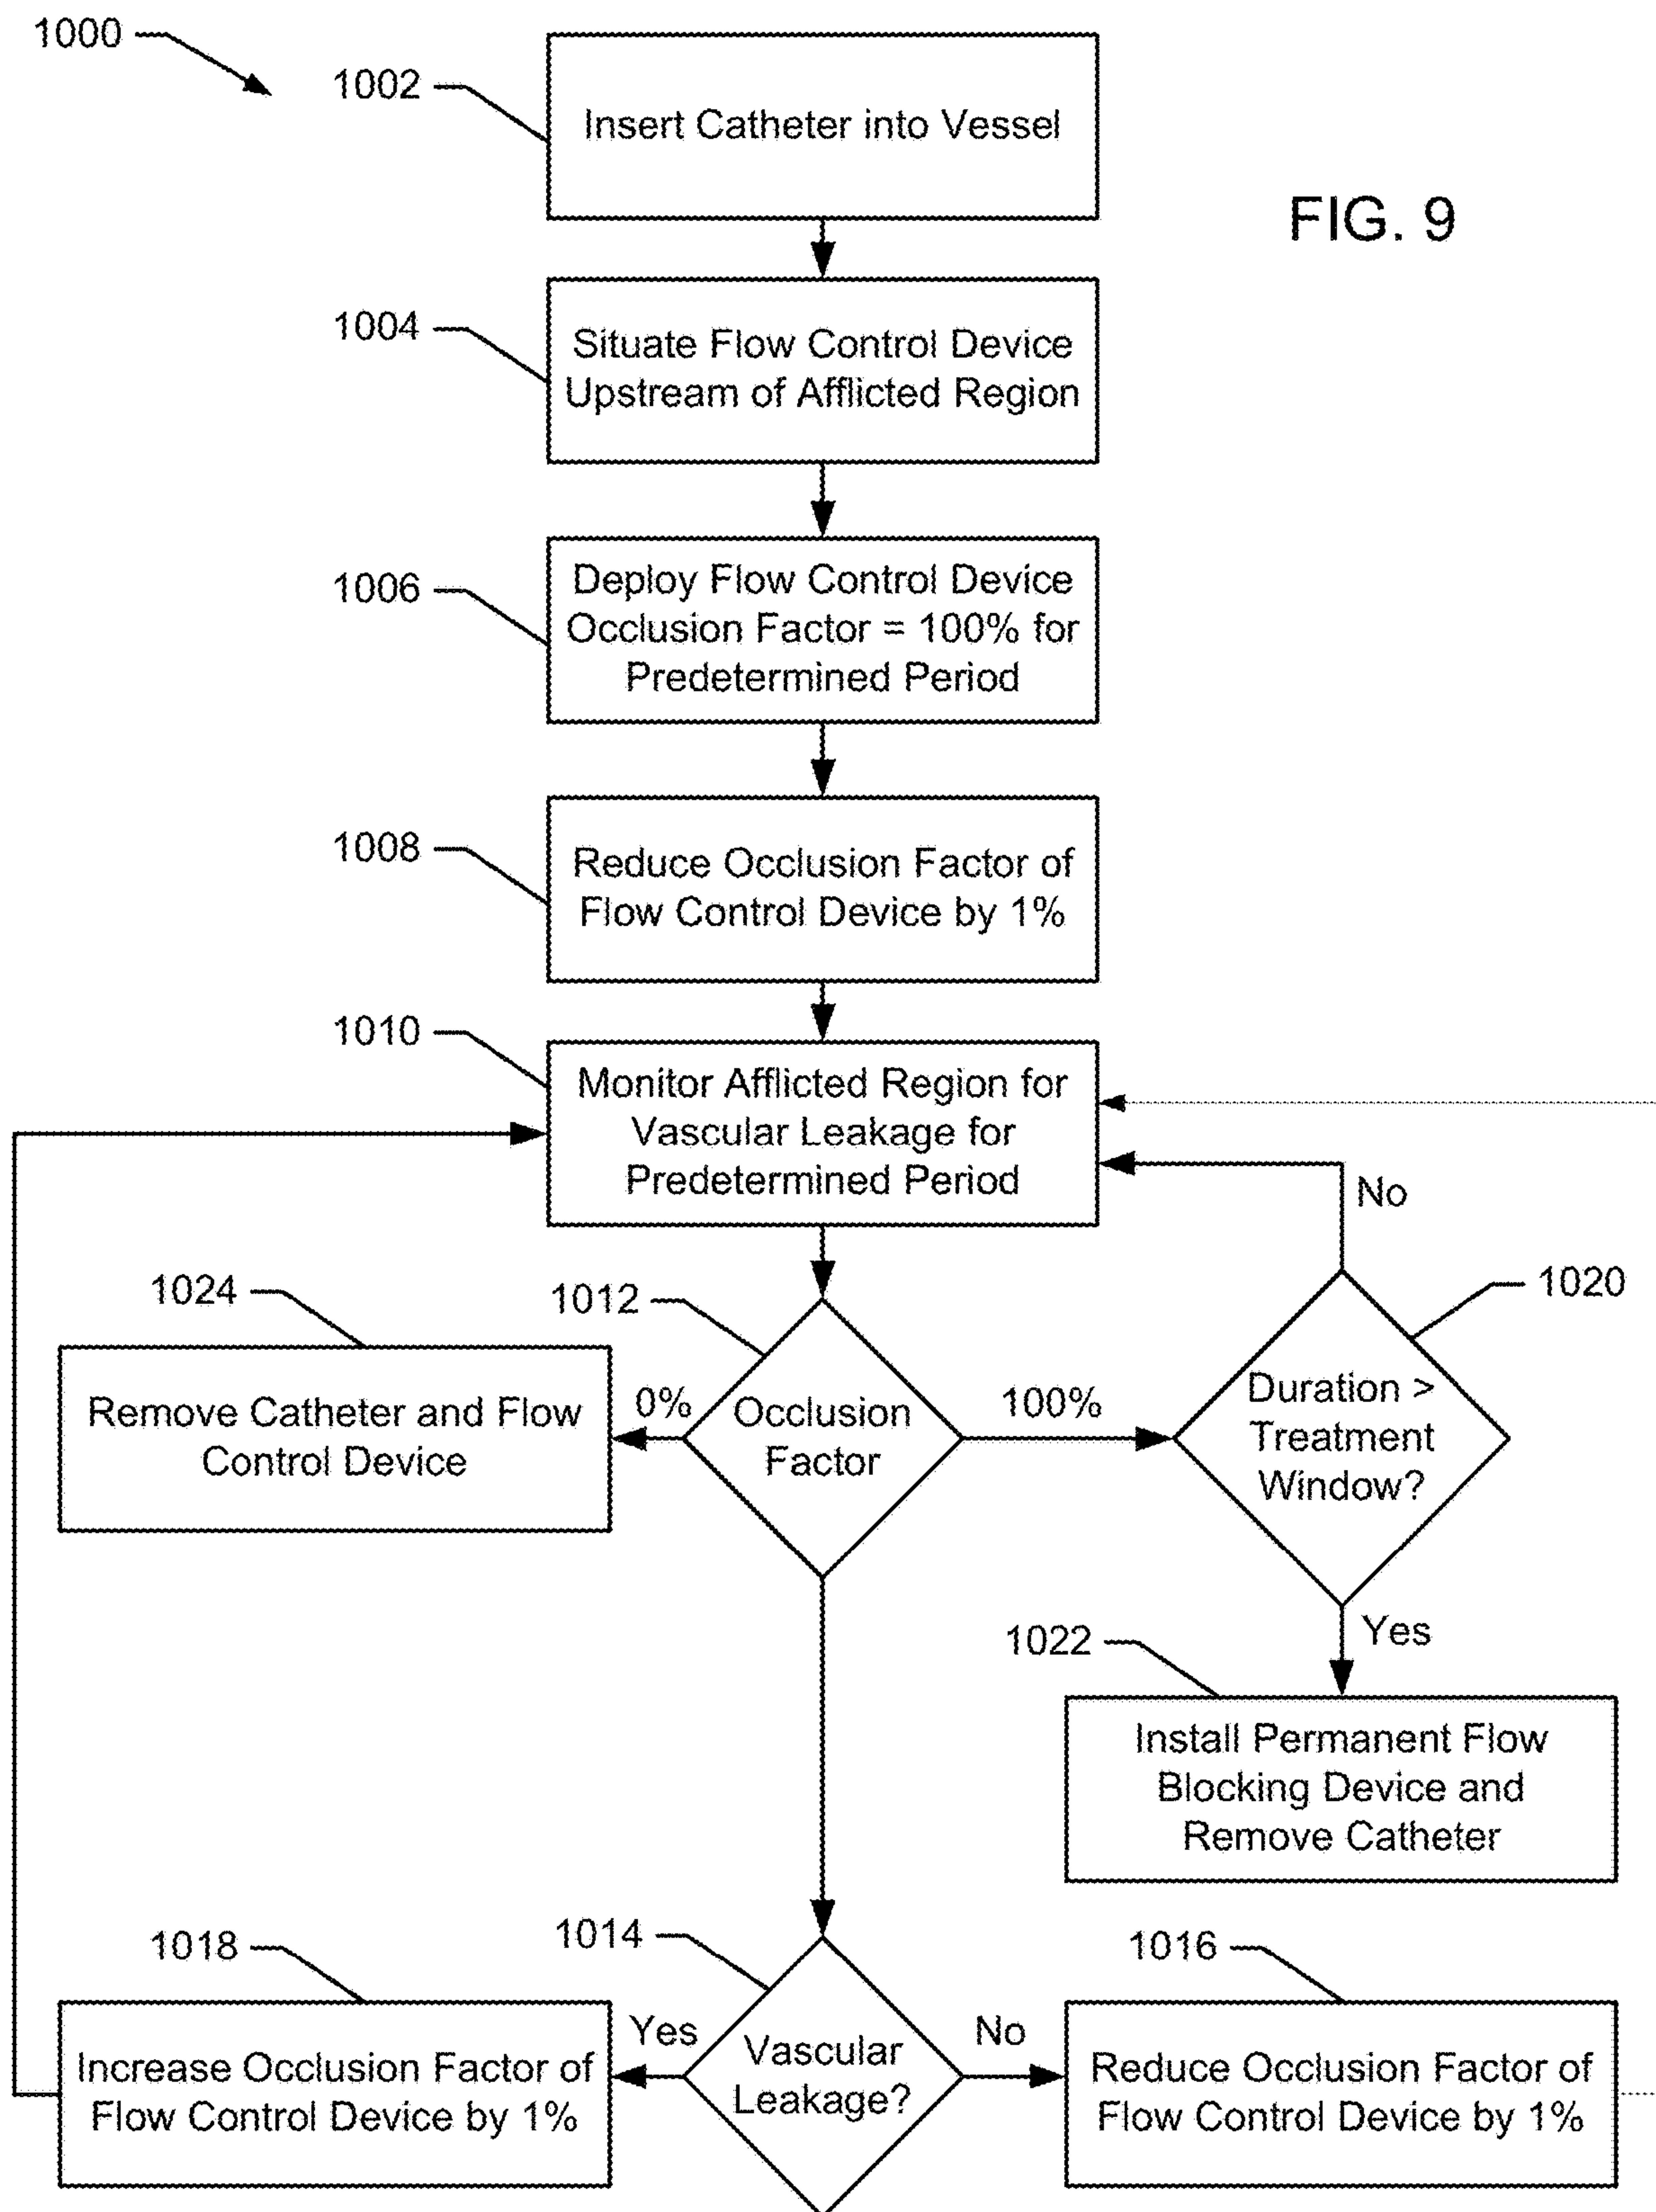 1000
1002
Insert Catheter into Vessel
FIG. 9
1004
Situate Flow Control Device
Upstream of Afflicted Region
1006
Deploy Flow Control Device
Occlusion Factor = 100% for
Predetermined Period
1008
Reduce Occlusion Factor of
Flow Control Device by 1%
1010
Monitor Afflicted Region for
Vascular Leakage for
Predetermined Period
No
1024
1012
1020
Remove Catheter and Flow
Control Device
0%
Occlusion
Factor
100%
Duration >
Treatment
Window?
Yes
1022
Install Permanent Flow
Blocking Device and
Remove Catheter
1018
1014
1016
Increase Occlusion Factor of
Flow Control Device by 1%
Yes
Vascular
Leakage?
No
Reduce Occlusion Factor of
Flow Control Device by 1%